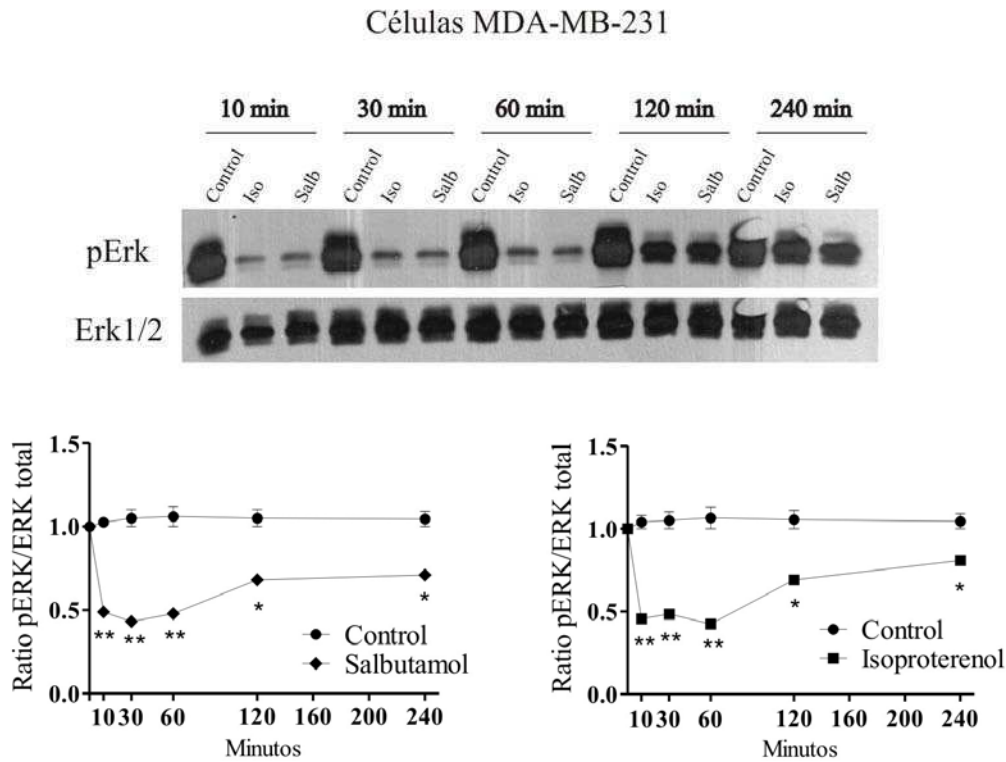 Células MDA-MB-231
10 min 30 min 60 min 120 min 240 min
Control Iso Salb Control Iso Salb Control Iso Salb Control Iso Salb Control Iso Salb
pErk
Erk1/2
Ratio pERK/ERK total
1.5
1.0
0.5
0.0
** ** ** * *
Control
Salbutamol
10 30 60 120 160 200 240
Minutos
Ratio pERK/ERK total
1.5
1.0
0.5
0.0
** ** ** * *
Control
Isoproterenol
10 30 60 120 160 200 240
Minutos